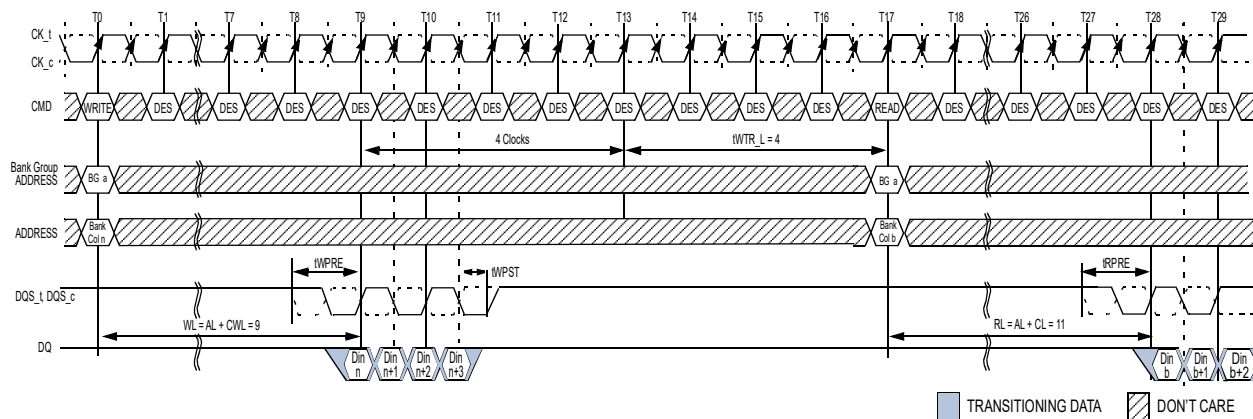 T0 T1 T7 T8 T9 T10 T11 T12 T13 T14 T15 T16 T17 T18 T26 T27 T28 T29
CK_t
CK_c
CMD WRITE DES DES DES DES DES DES DES DES DES DES DES READ DES DES DES DES DES
4 Clocks tWTR_L = 4
Bank Group
ADDRESS BG a BG a
ADDRESS Bank Col n Bank Col b
tWPRE tWPST tRPRE
DQS_t, DQS_c
WL = AL + CWL = 9 RL = AL + CL = 11
DQ Din n Din n+1 Din n+2 Din n+3 Din b Din b+1 Din b+2
TRANSITIONING DATA DON'T CARE